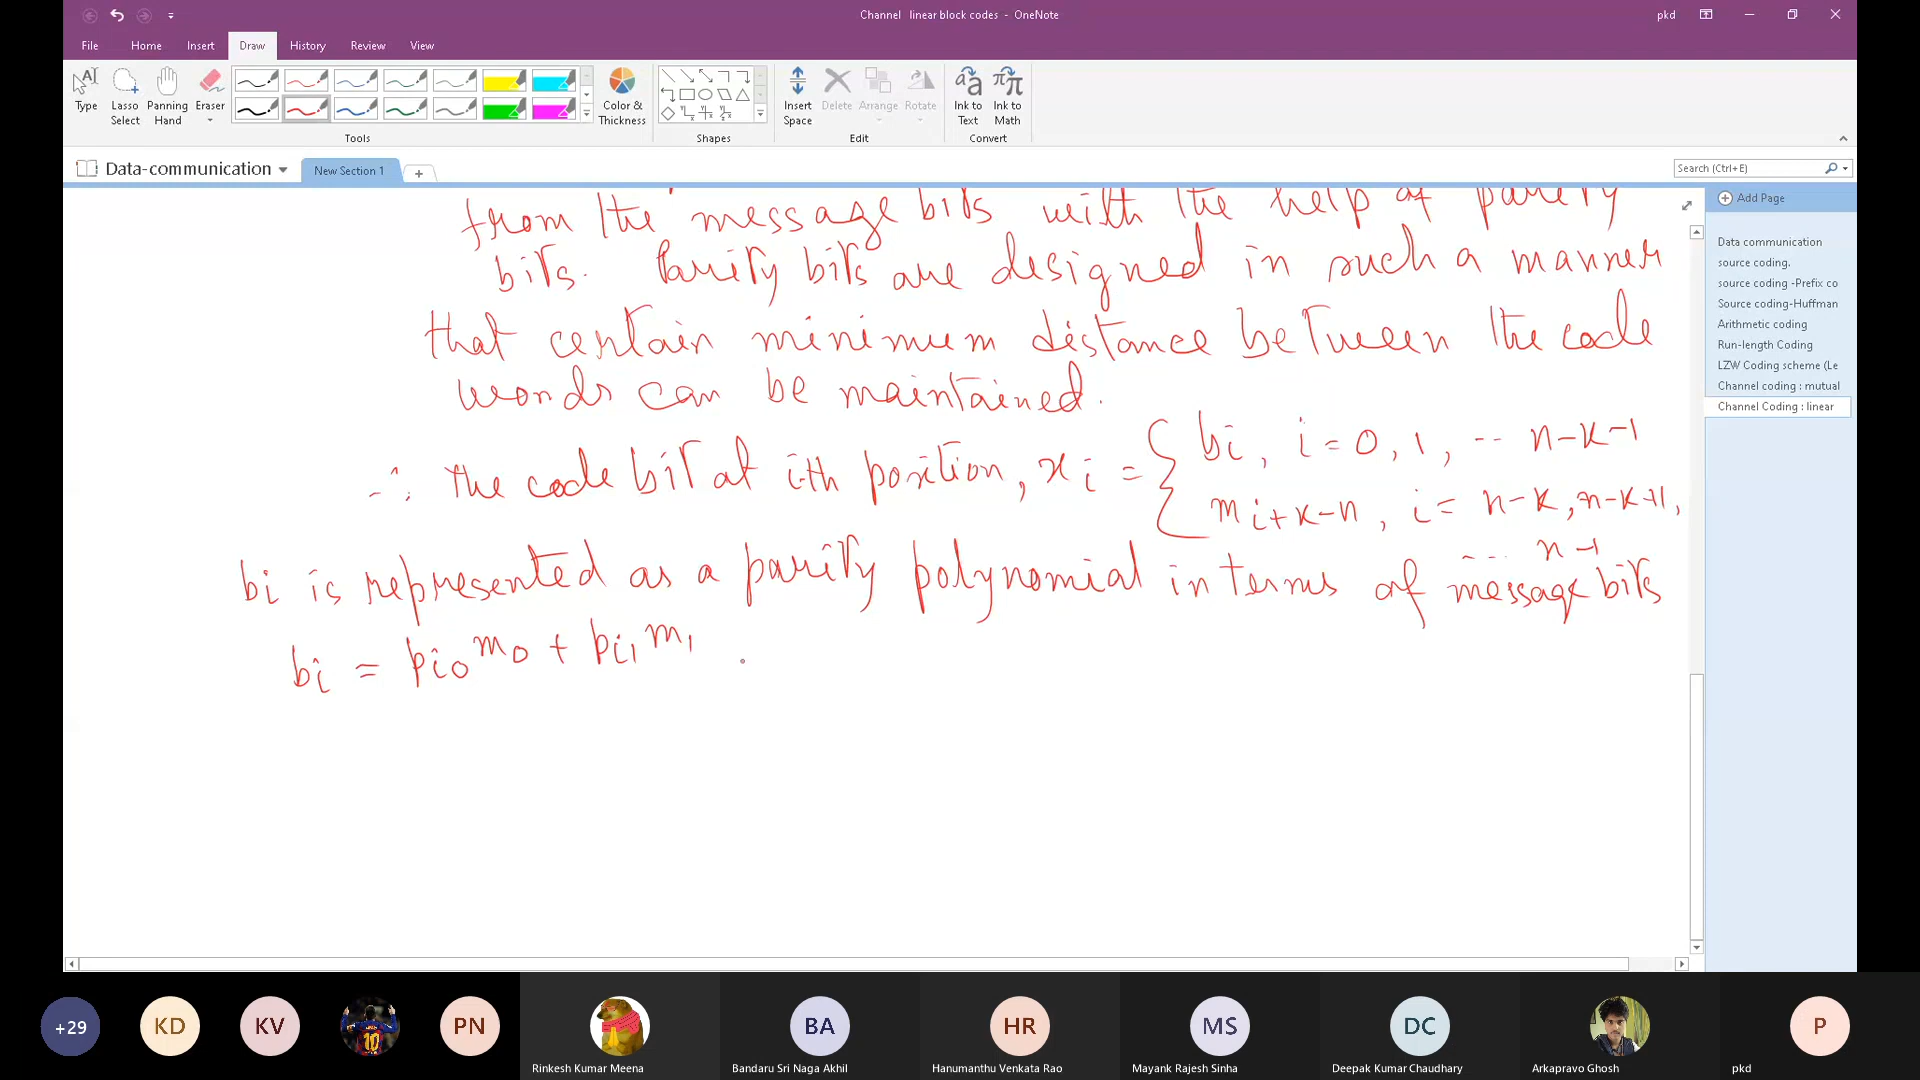 Channel linear block codes - OneNote
pkd
File Home Insert Draw History Review View
Type
Lasso Select
Panning Hand
Eraser
Color & Thickness
Insert Space
Delete
Arrange
Rotate
Ink to Text
Ink to Math
Tools
Shapes
Edit
Convert
Data-communication
New Section 1
Search (Ctrl+E)
Add Page
Data communication
source coding.
source coding -Prefix co
Source coding-Huffman
Arithmetic coding
Run-length Coding
LZW Coding scheme (Le
Channel coding : mutual
Channel Coding : linear
from the message bits with the help of parity
bits. Parity bits are designed in such a manner
that certain minimum distance between the code
words can be maintained.
∴ the code bit at i-th position, xi = { bi, i = 0, 1, -- n-k-1
mi+k-n, i = n-k, n-k+1,
--- n-1
bi is represented as a parity polynomial in terms of message bits
bi = pi0 m0 + pi1 m1
+29
KD
KV
10
PN
BA
HR
MS
DC
P
Rinkesh Kumar Meena
Bandaru Sri Naga Akhil
Hanumanthu Venkata Rao
Mayank Rajesh Sinha
Deepak Kumar Chaudhary
Arkapravo Ghosh
pkd